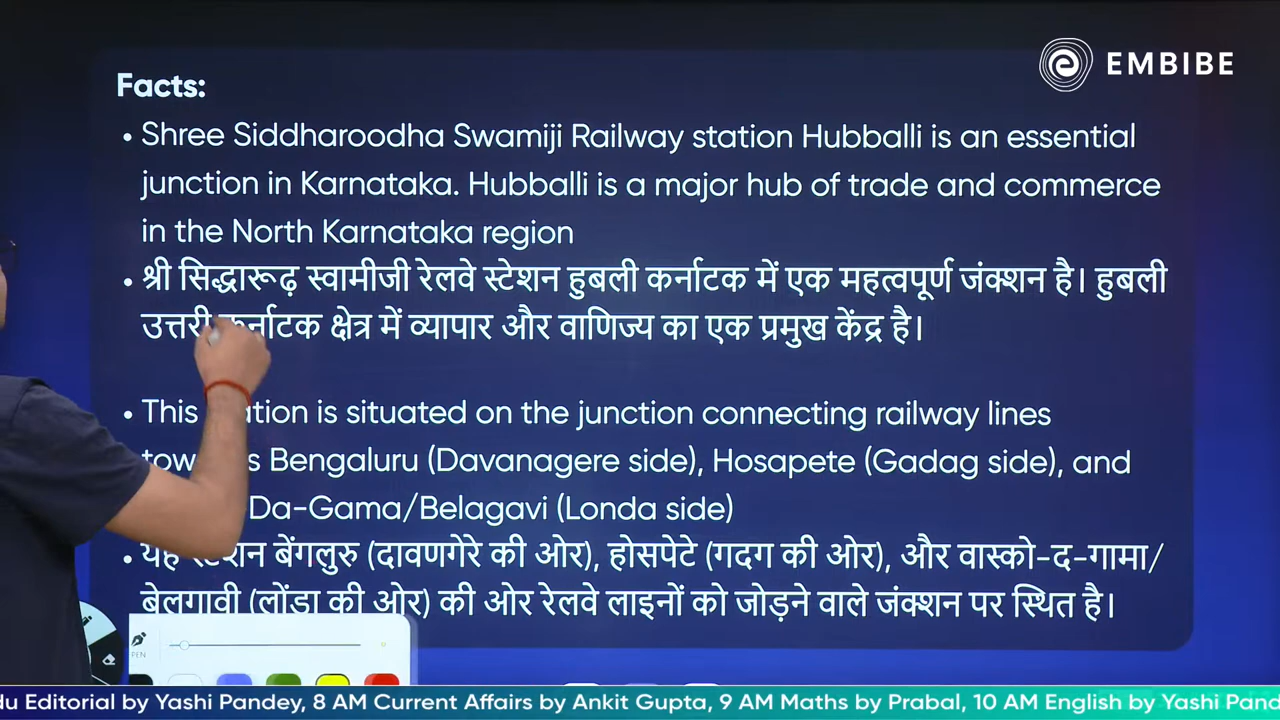 EMBIBE
Facts:
• Shree Siddharoodha Swamiji Railway station Hubballi is an essential
junction in Karnataka. Hubballi is a major hub of trade and commerce
in the North Karnataka region
• श्री सिद्धारूढ़ स्वामीजी रेलवे स्टेशन हुबली कर्नाटक में एक महत्वपूर्ण जंक्शन है। हुबली
उत्तरी कर्नाटक क्षेत्र में व्यापार और वाणिज्य का एक प्रमुख केंद्र है।
• This is situated on the junction connecting railway lines
Bengaluru (Davanagere side), Hosapete (Gadag side), and
Da-Gama/Belagavi (Londa side)
• यह बेंगलुरु (दावणगेरे की ओर), होसपेटे (गदग की ओर), और वास्को-द-गामा/
बेलगावी (लोंडा की ओर) की ओर रेलवे लाइनों को जोड़ने वाले जंक्शन पर स्थित है।
PEN
du Editorial by Yashi Pandey, 8 AM Current Affairs by Ankit Gupta, 9 AM Maths by Prabal, 10 AM English by Yashi Pand